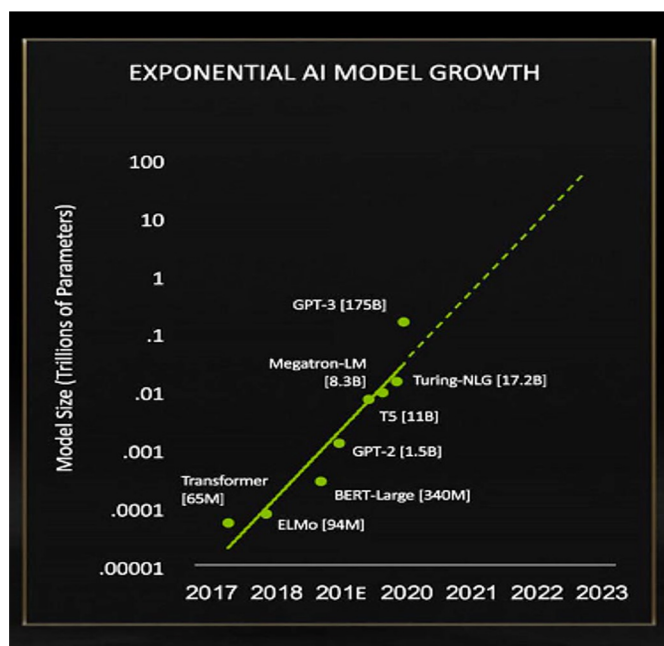 EXPONENTIAL AI MODEL GROWTH
Model Size (Trillions of Parameters)
100
10
1
.1
.01
.001
.0001
.00001
GPT-3 [175B]
Megatron-LM
[8.3B]
Turing-NLG [17.2B]
T5 [11B]
GPT-2 [1.5B]
Transformer
[65M]
BERT-Large [340M]
ELMo [94M]
2017 2018 201E 2020 2021 2022 2023